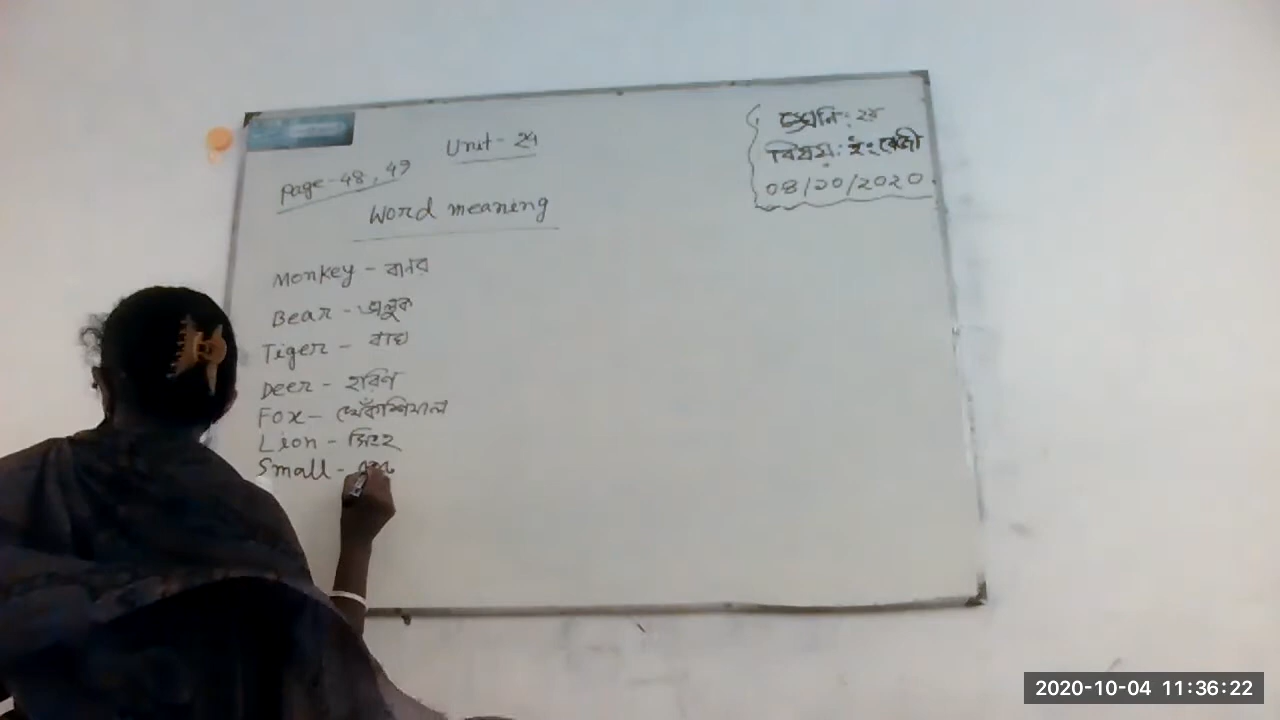 Unit - 24
শ্রেনি: ২য়
বিষয়: ইংরেজী
08/10/2020
Page - 48, 49
Word meaning
Monkey - বানর
Bear - ভালুক
Tiger - বাঘ
Deer - হরিণ
Fox - খেঁকশিয়াল
Lion - সিংহ
Small -
2020-10-04 11:36:22